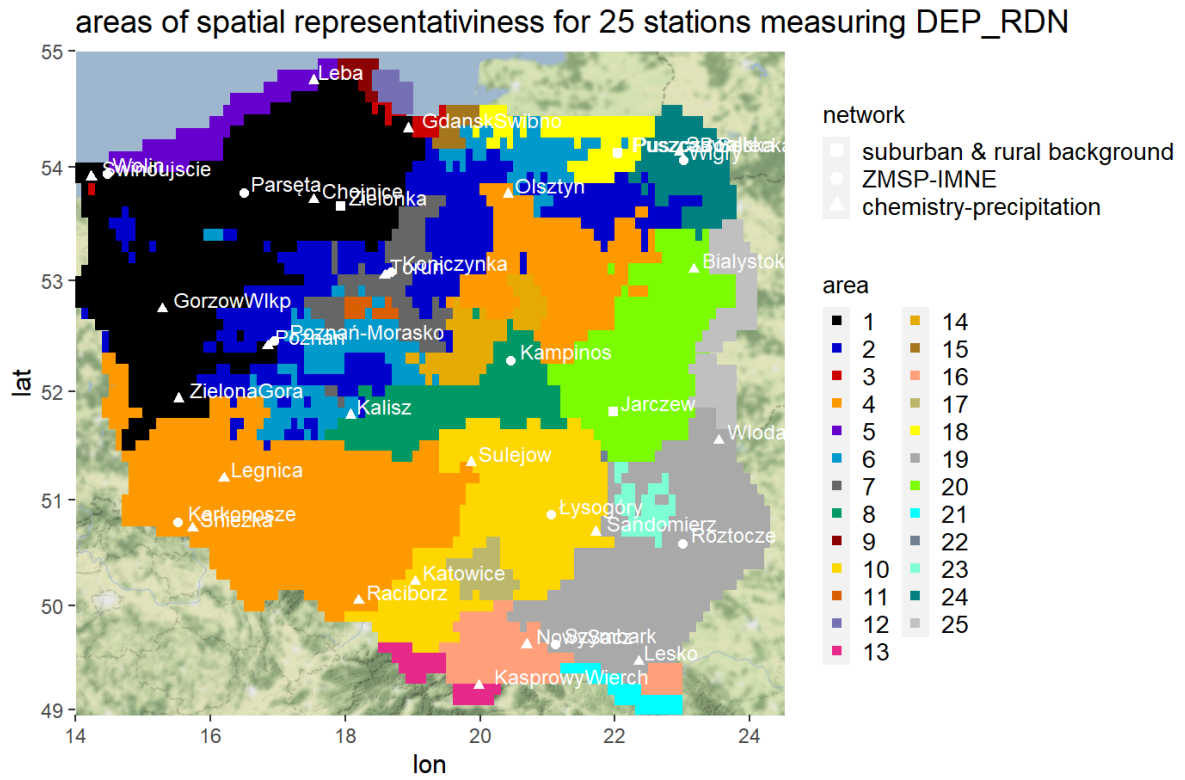 areas of spatial representativiness for 25 stations measuring DEP_RDN
55
54
53
52
51
50
49
lat
14
16
18
20
22
24
lon
Leba
GdanskSwibno
Wolin
Swinoujscie
Parsęta
Chojnice
Zielonka
Olsztyn
Wigry
Koniczynka
Toruń
Bialystok
GorzowWlkp
Poznań-Morasko
Poznań
Kampinos
ZielonaGora
Kalisz
Jarczew
Wloda
Sulejow
Legnica
Karkonosze
Sniezka
Łysogóry
Sandomierz
Roztocze
Katowice
Raciborz
NowySacz
Szymbark
Lesko
KasprowyWierch
network
suburban & rural background
ZMSP-IMNE
chemistry-precipitation
area
1
2
3
4
5
6
7
8
9
10
11
12
13
14
15
16
17
18
19
20
21
22
23
24
25